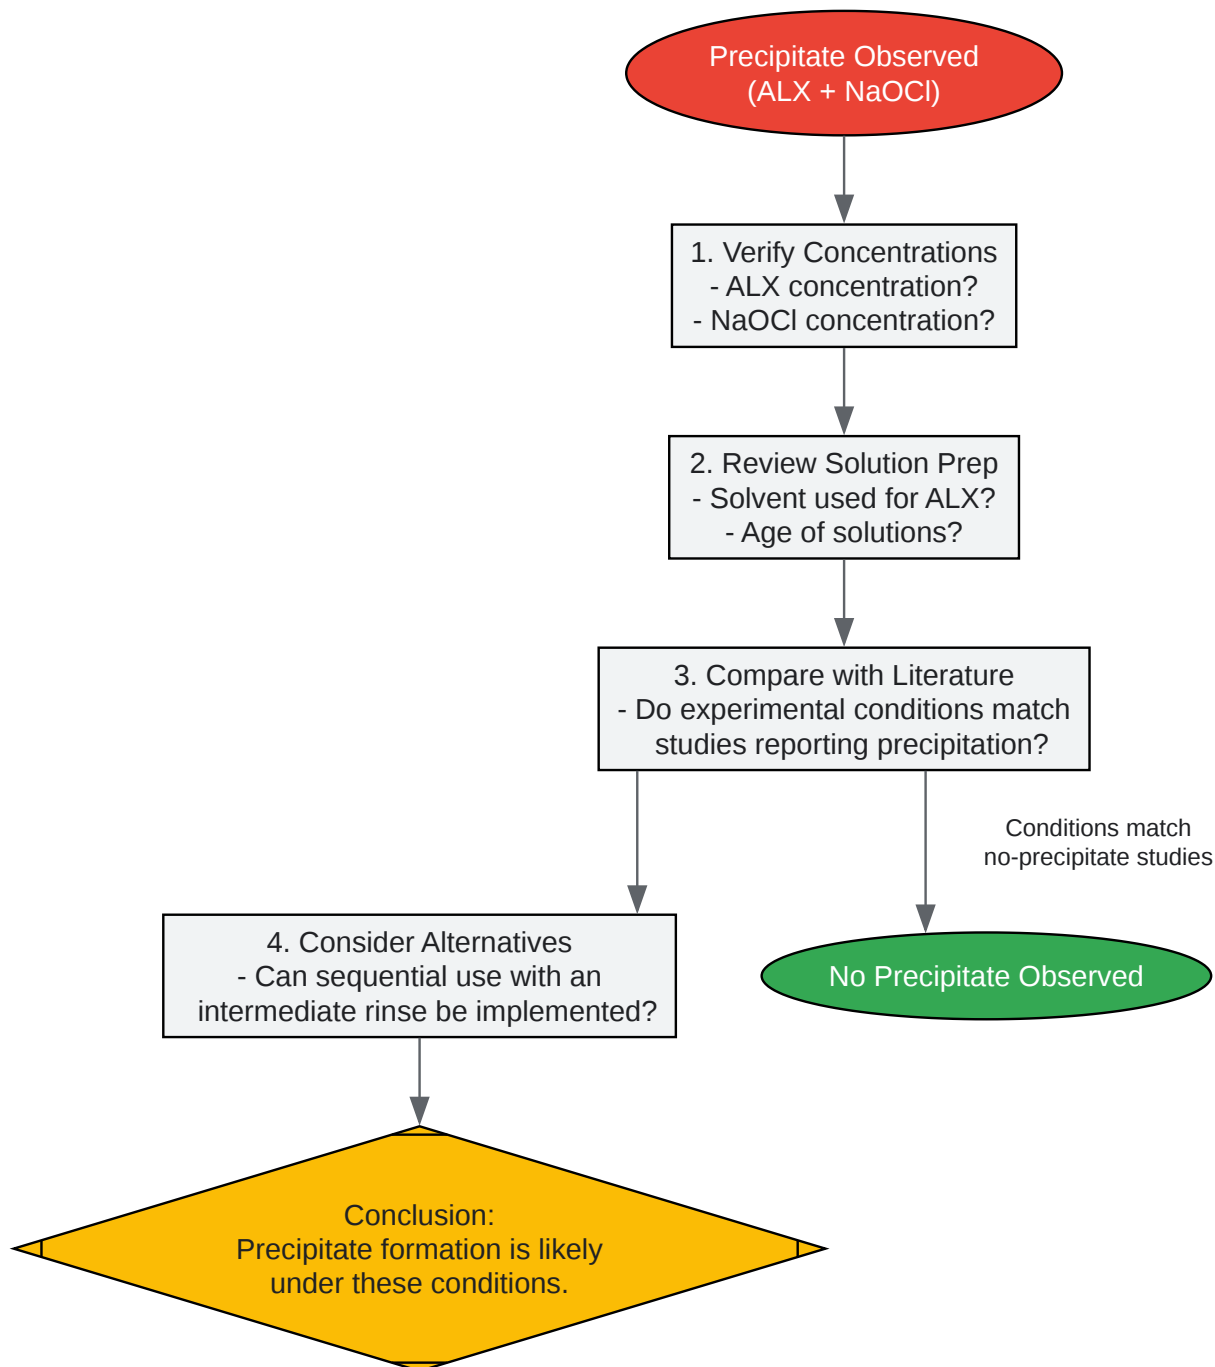 Precipitate Observed
(ALX + NaOCl)
1. Verify Concentrations
- ALX concentration?
- NaOCl concentration?
2. Review Solution Prep
- Solvent used for ALX?
- Age of solutions?
3. Compare with Literature
- Do experimental conditions match
studies reporting precipitation?
Conditions match
no-precipitate studies
4. Consider Alternatives
- Can sequential use with an
intermediate rinse be implemented?
No Precipitate Observed
Conclusion:
Precipitate formation is likely
under these conditions.